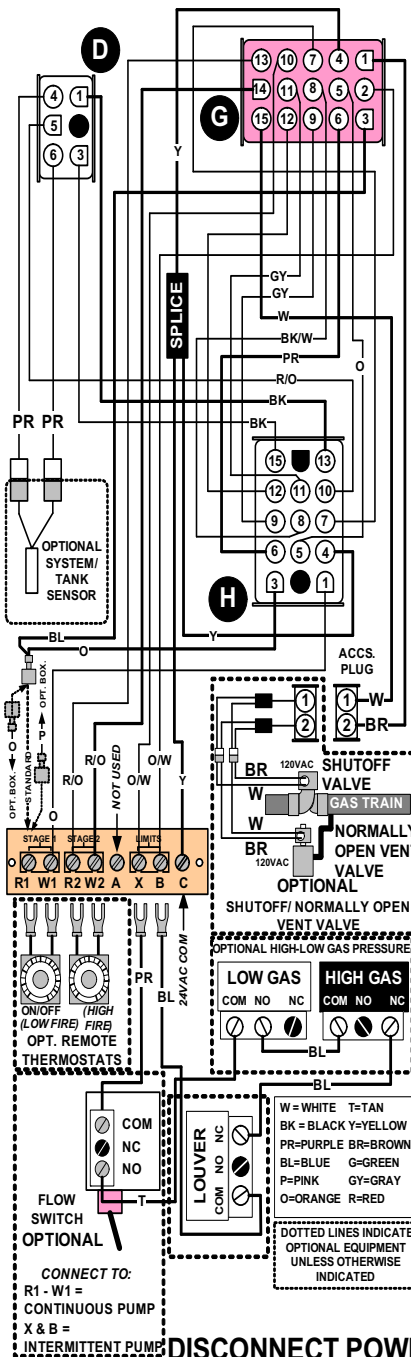 D
4 1
5
6 3
G
13 10 7 4 1
14 11 8 5 2
15 12 9 6 3
Y
SPLICE
GY
GY
W
BK/W
O
PR
R/O
BK
BK
PR PR
15 13
12 11 10
9 8 7
6 5 4
3 1
H
OPTIONAL
SYSTEM/
TANK
SENSOR
BL
O
Y
ACCS.
PLUG
1
2
1
2
W
BR
OPT. BOX.
O
STANDARD
P
OPT. BOX.
O
R/O
R/O
NOT USED
O/W
O/W
Y
BR
W
W
BR
120VAC
SHUTOFF
VALVE
GAS TRAIN
NORMALLY
OPEN VENT
VALVE
120VAC
OPTIONAL
SHUTOFF/ NORMALLY OPEN
VENT VALVE
STAGE 1 STAGE 2 LIMITS
R1 W1 R2 W2 A X B C
24VAC COM
PR
BL
ON/OFF
(LOW FIRE)
(HIGH
FIRE)
OPT. REMOTE
THERMOSTATS
OPTIONAL HIGH-LOW GAS PRESSURE
LOW GAS
COM NO NC
HIGH GAS
COM NO NC
BL
BL
COM
NC
NO
T
FLOW
SWITCH
OPTIONAL
CONNECT TO:
R1 - W1 =
CONTINUOUS PUMP
X & B =
INTERMITTENT PUMP
LOUVER
COM NO NC
W = WHITE T=TAN
BK = BLACK Y=YELLOW
PR=PURPLE BR=BROWN
BL=BLUE G=GREEN
P=PINK GY=GRAY
O=ORANGE R=RED
DOTTED LINES INDICATE
OPTIONAL EQUIPMENT
UNLESS OTHERWISE
INDICATED
DISCONNECT POW